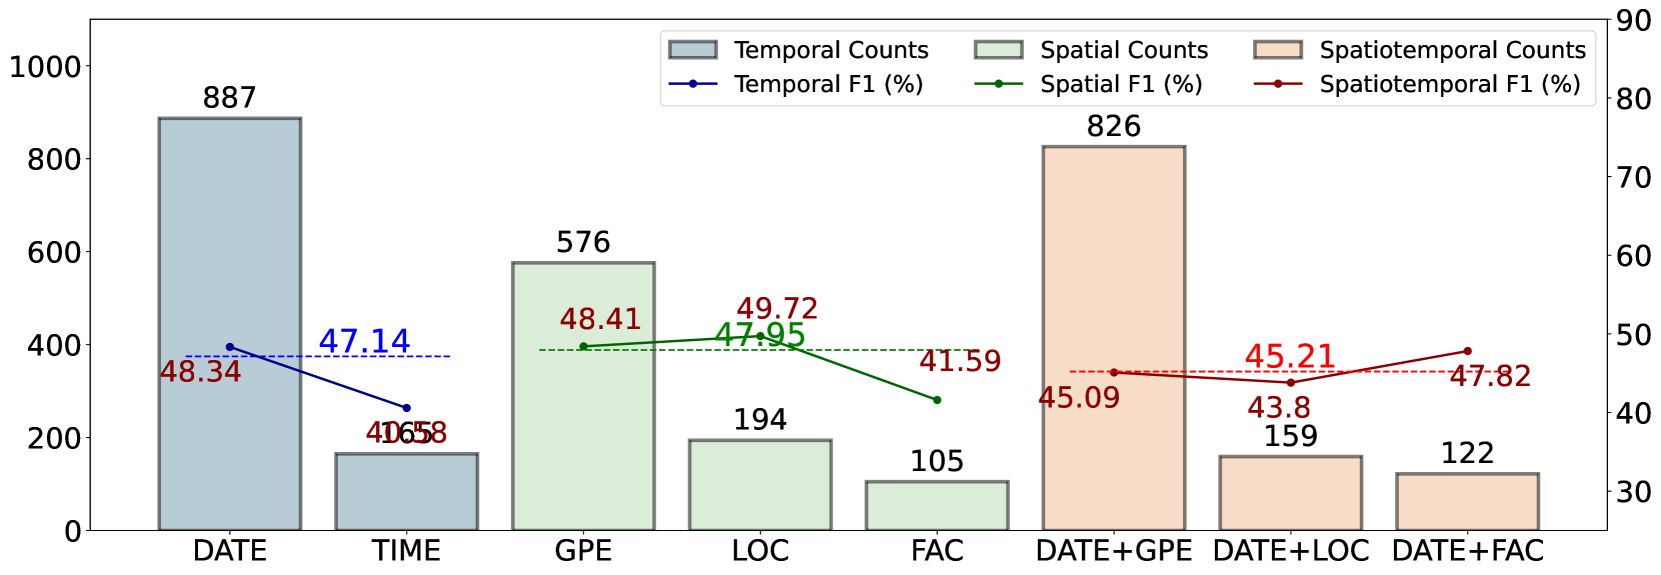 Temporal Counts
Spatial Counts
Spatiotemporal Counts
Temporal F1 (%)
Spatial F1 (%)
Spatiotemporal F1 (%)
1000
800
600
400
200
0
90
80
70
60
50
40
30
887
165
576
194
105
826
159
122
48.34
47.14
40.58
48.41
49.72
47.95
41.59
45.09
45.21
43.8
47.82
DATE
TIME
GPE
LOC
FAC
DATE+GPE
DATE+LOC
DATE+FAC